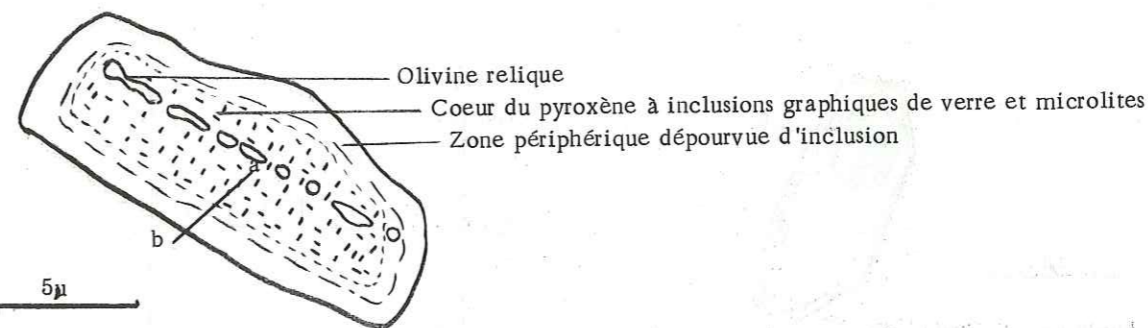 Olivine relique
Coeur du pyroxène à inclusions graphiques de verre et microlites
Zone périphérique dépourvue d'inclusion
a
b
5µ